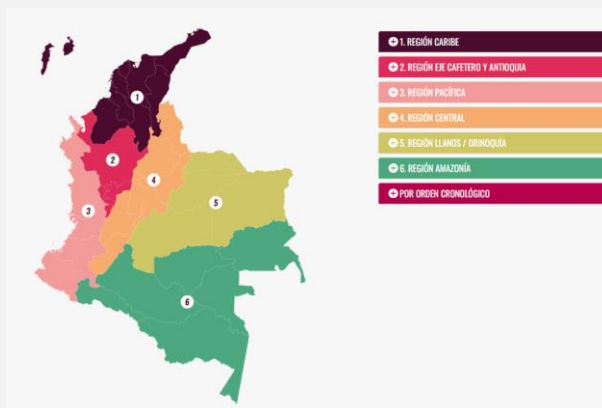 1
2
3
4
5
6
1. REGIÓN CARIBE
2. REGIÓN EJE CAFETERO Y ANTIOQUIA
3. REGIÓN PACÍFICA
4. REGIÓN CENTRAL
5. REGIÓN LLANOS / ORINOQUÍA
6. REGIÓN AMAZONÍA
POR ORDEN CRONOLÓGICO